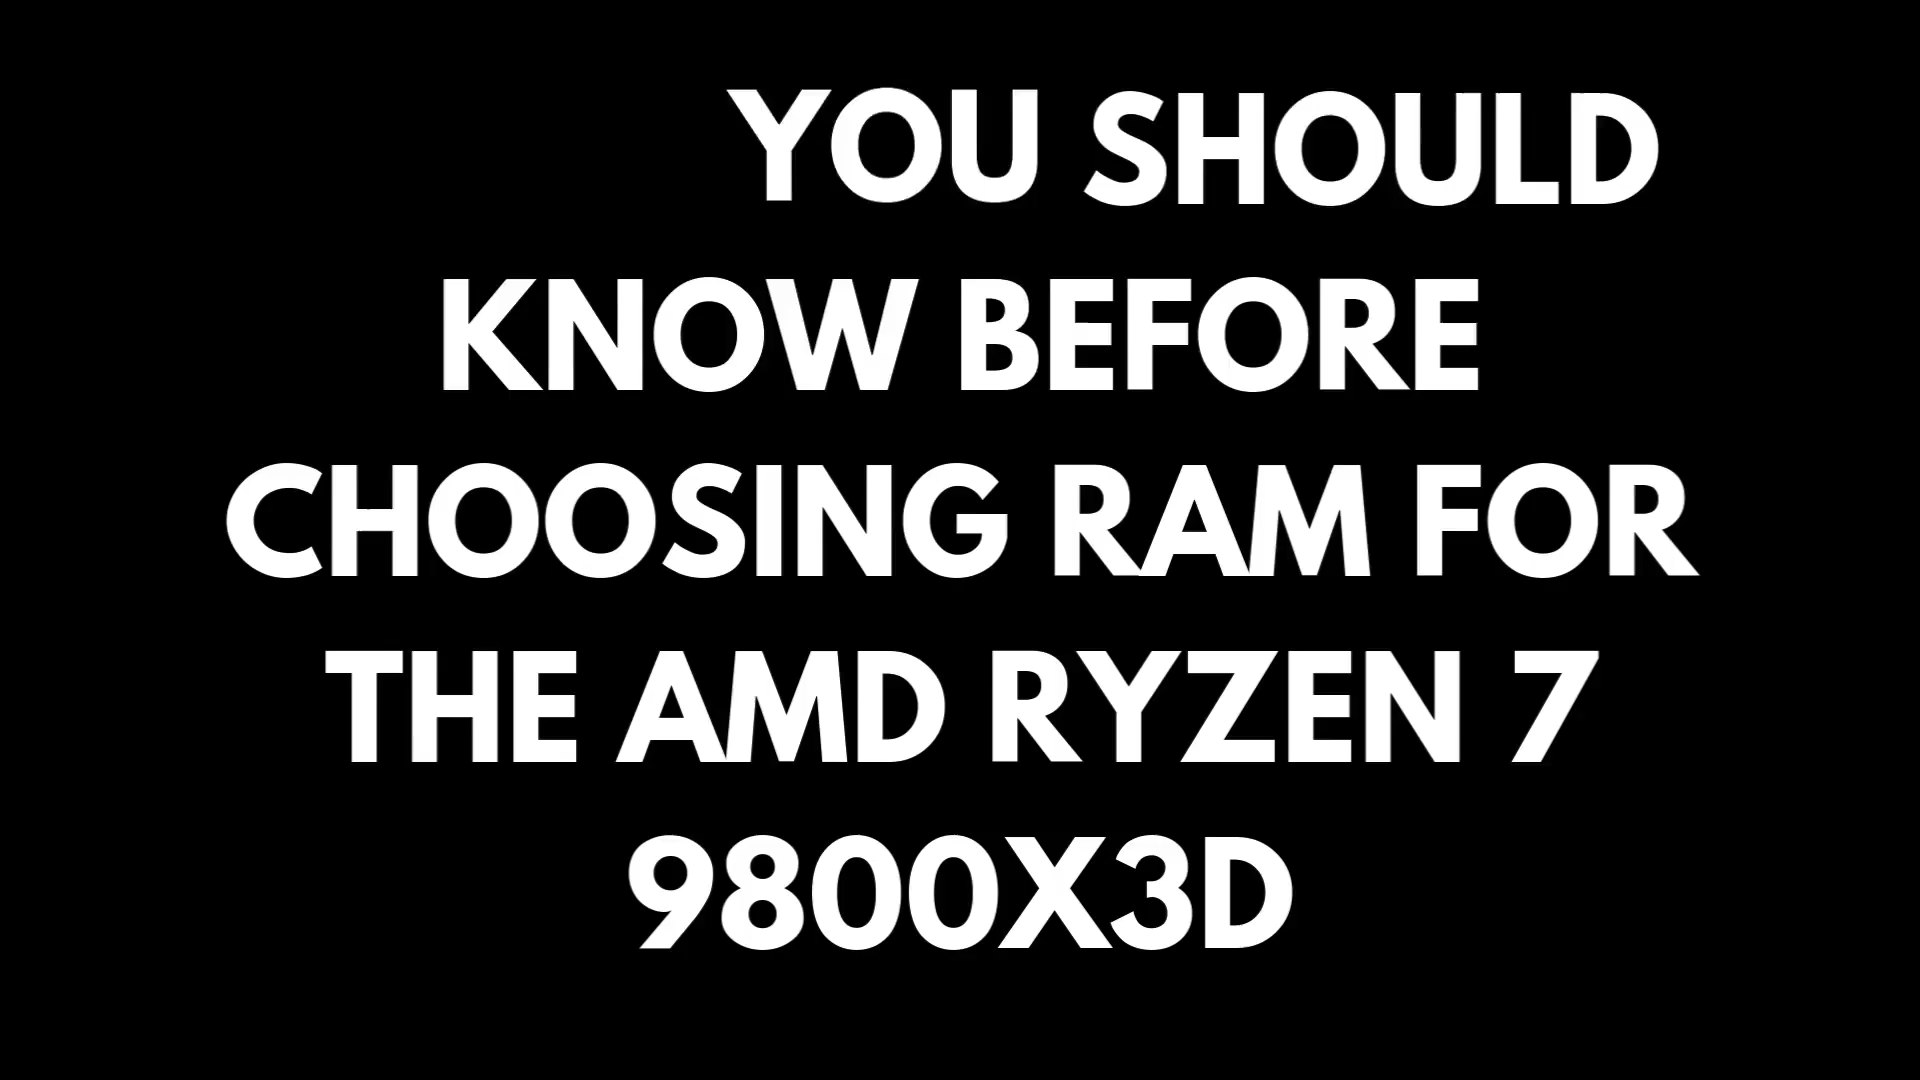 YOU SHOULD
KNOW BEFORE
CHOOSING RAM FOR
THE AMD RYZEN 7
9800X3D